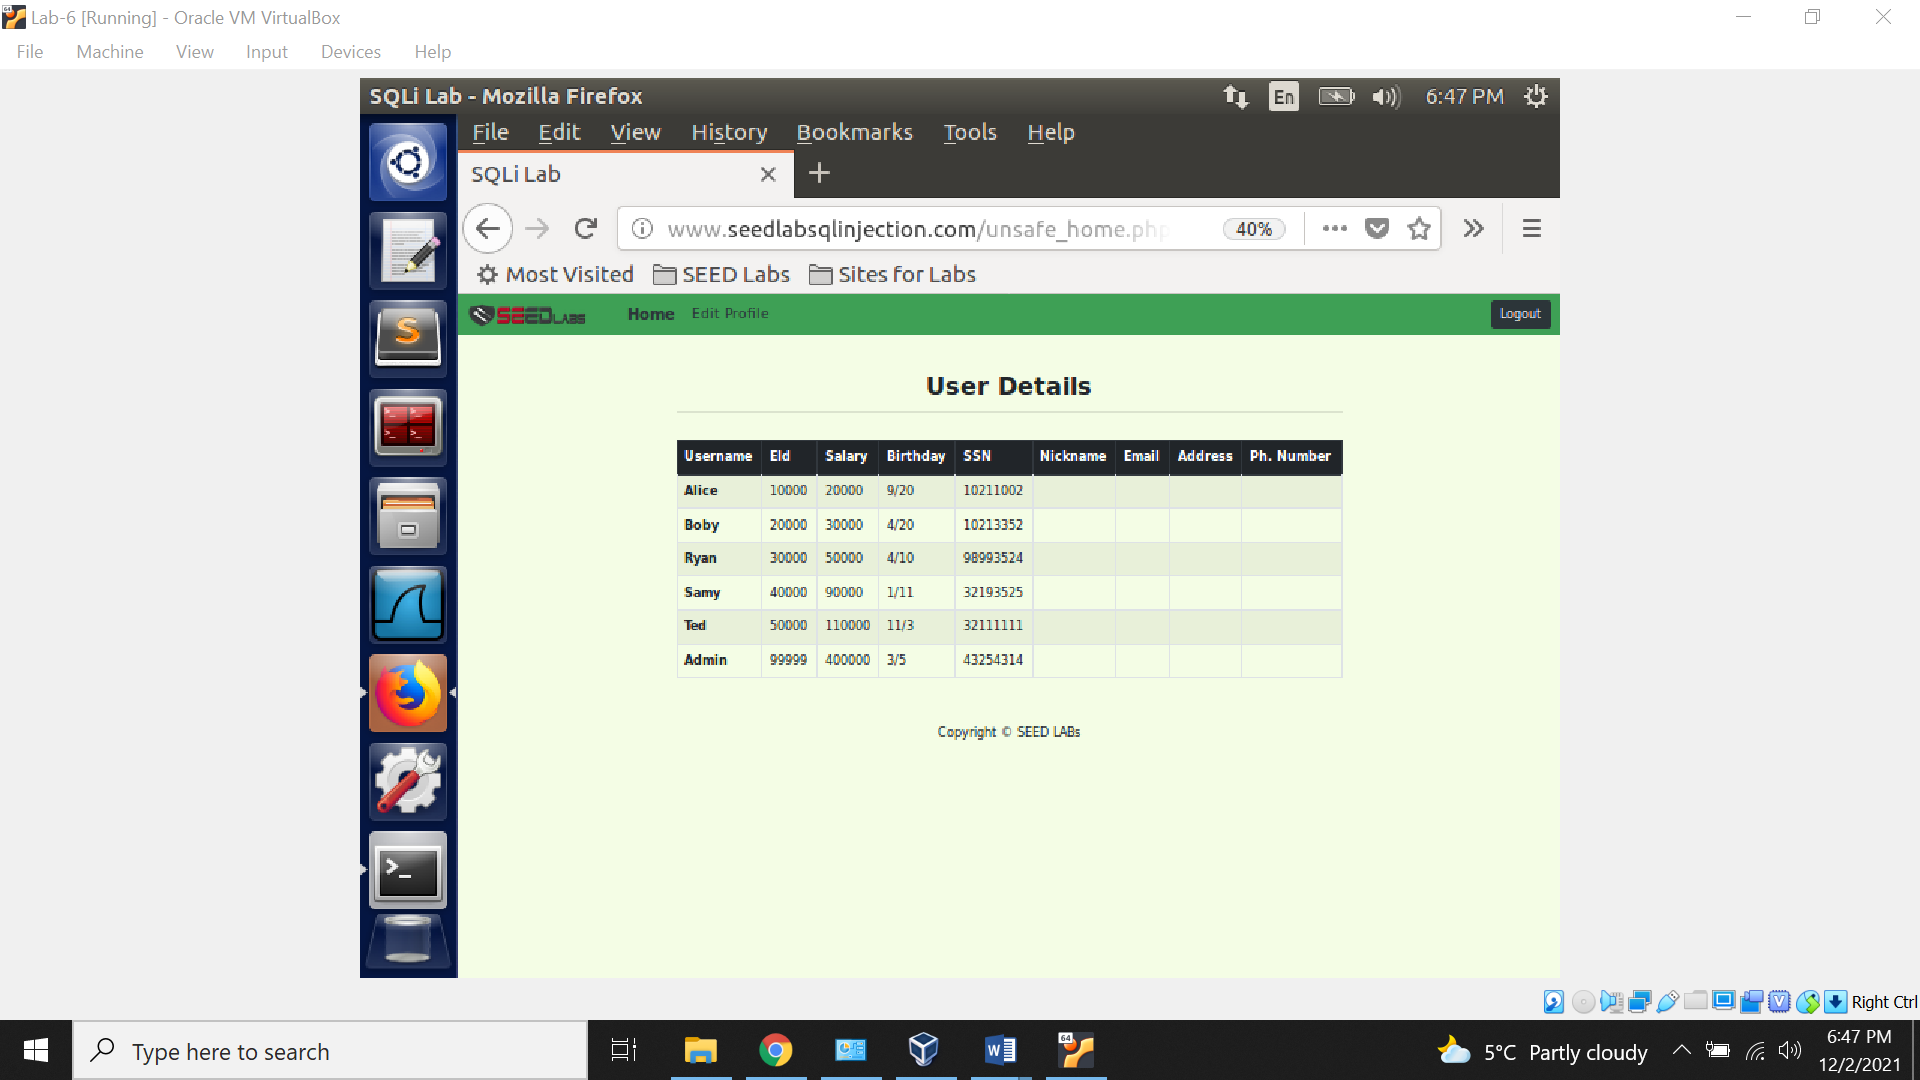 Lab-6 [Running] - Oracle VM VirtualBox
File Machine View Input Devices Help
SQLi Lab - Mozilla Firefox En 6:47 PM
File Edit View History Bookmarks Tools Help
SQLi Lab
www.seedlabsqlinjection.com/unsafe_home.php 40%
Most Visited SEED Labs Sites for Labs
SEEDLABS Home Edit Profile Logout
User Details
Username EId Salary Birthday SSN Nickname Email Address Ph. Number
Alice 10000 20000 9/20 10211002
Boby 20000 30000 4/20 10213352
Ryan 30000 50000 4/10 98993524
Samy 40000 90000 1/11 32193525
Ted 50000 110000 11/3 32111111
Admin 99999 400000 3/5 43254314
Copyright © SEED LABs
Right Ctrl
Type here to search
64
5°C Partly cloudy
6:47 PM
12/2/2021